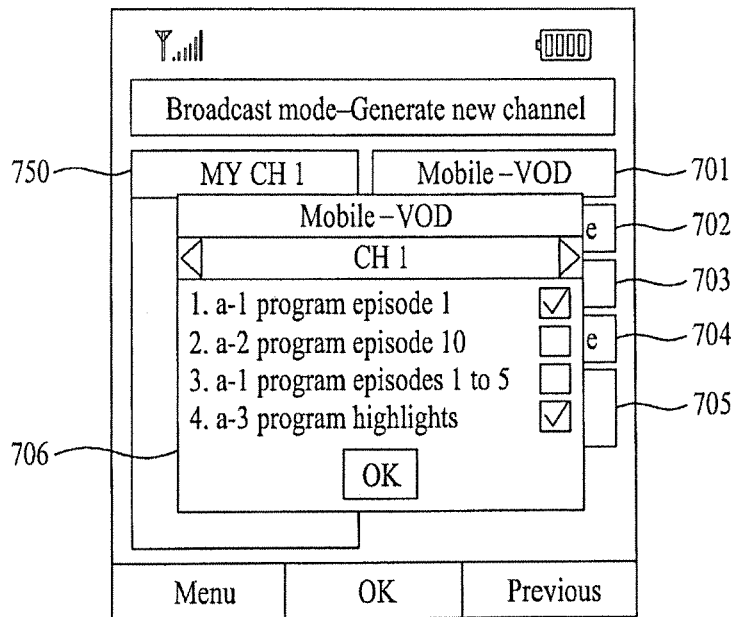 Broadcast mode–Generate new channel
750
MY CH 1
Mobile–VOD
701
Mobile–VOD
e
702
CH 1
703
1. a-1 program episode 1
2. a-2 program episode 10
e
704
3. a-1 program episodes 1 to 5
4. a-3 program highlights
705
706
OK
Menu
OK
Previous